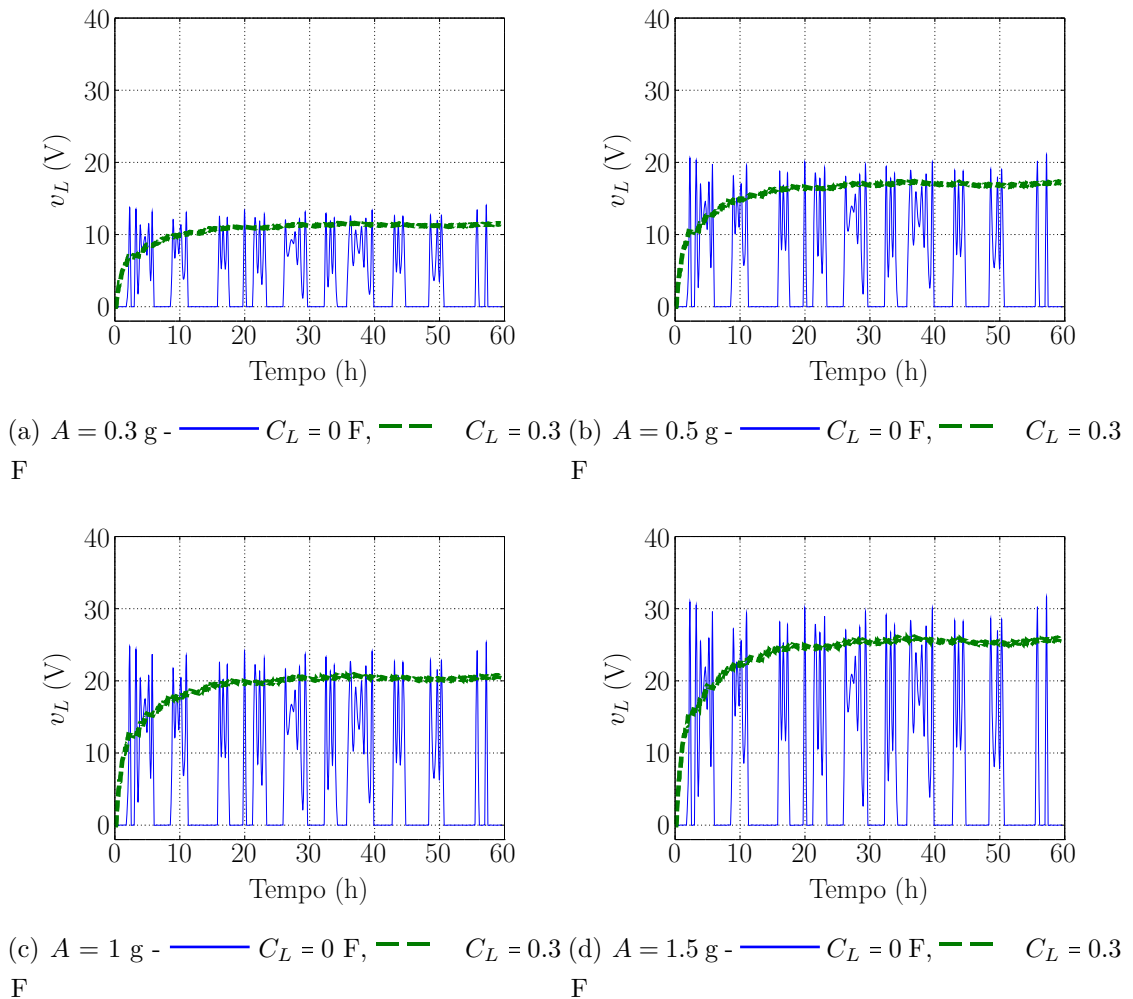 40
30
20
10
0
v_L (V)
0 10 20 30 40 50 60
Tempo (h)
40
30
20
10
0
v_L (V)
0 10 20 30 40 50 60
Tempo (h)
(a) A = 0.3 g - C_L = 0 F, C_L = 0.3
F
(b) A = 0.5 g - C_L = 0 F, C_L = 0.3
F
40
30
20
10
0
v_L (V)
0 10 20 30 40 50 60
Tempo (h)
40
30
20
10
0
v_L (V)
0 10 20 30 40 50 60
Tempo (h)
(c) A = 1 g - C_L = 0 F, C_L = 0.3
F
(d) A = 1.5 g - C_L = 0 F, C_L = 0.3
F